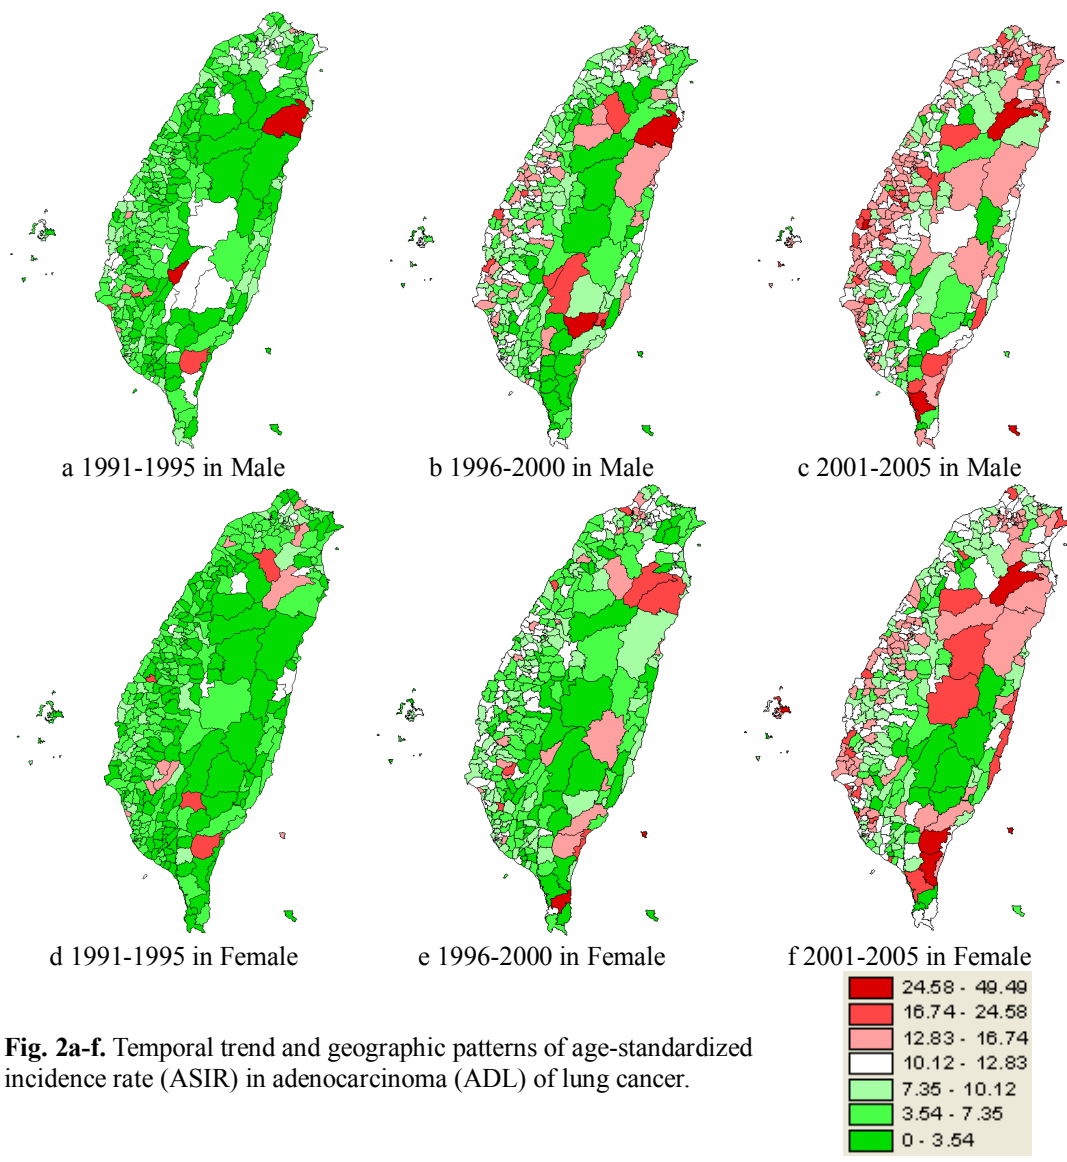 a 1991-1995 in Male
b 1996-2000 in Male
c 2001-2005 in Male
d 1991-1995 in Female
e 1996-2000 in Female
f 2001-2005 in Female
24.58 - 49.49
16.74 - 24.58
12.83 - 16.74
10.12 - 12.83
7.35 - 10.12
3.54 - 7.35
0 - 3.54
Fig. 2a-f. Temporal trend and geographic patterns of age-standardized
incidence rate (ASIR) in adenocarcinoma (ADL) of lung cancer.